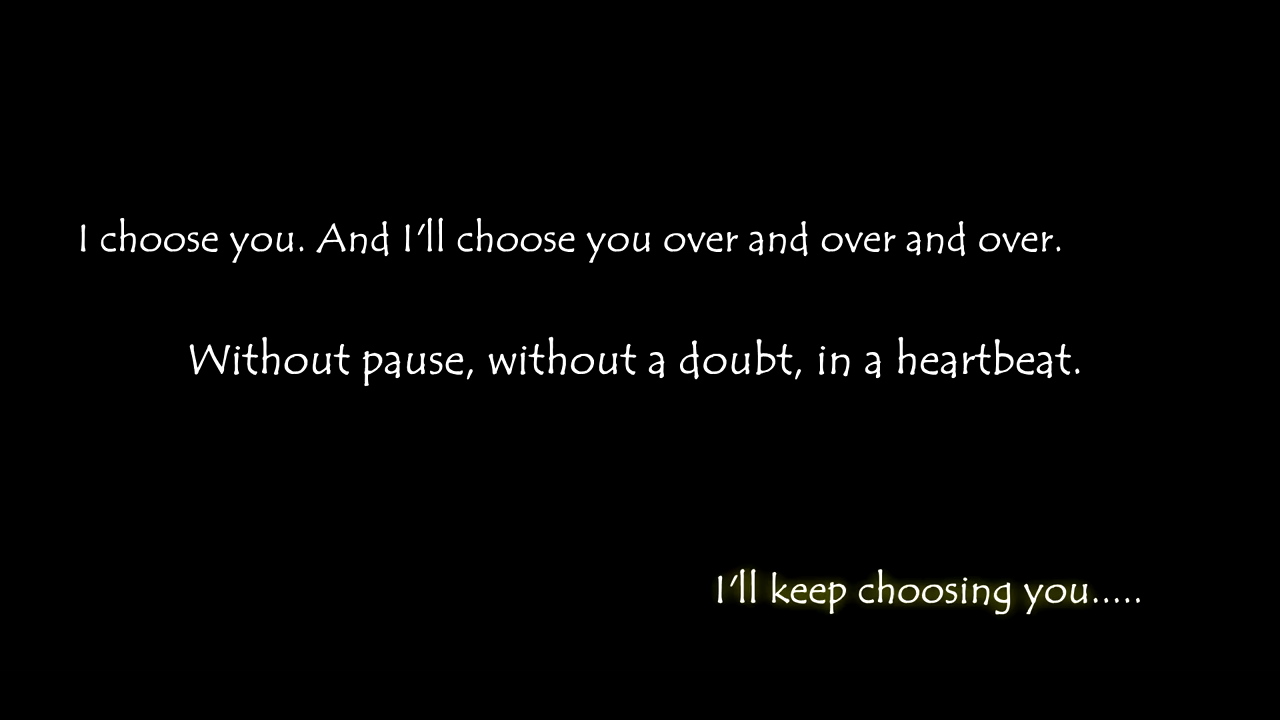 I choose you. And I'll choose you over and over and over.
Without pause, without a doubt, in a heartbeat.
I'll keep choosing you.....